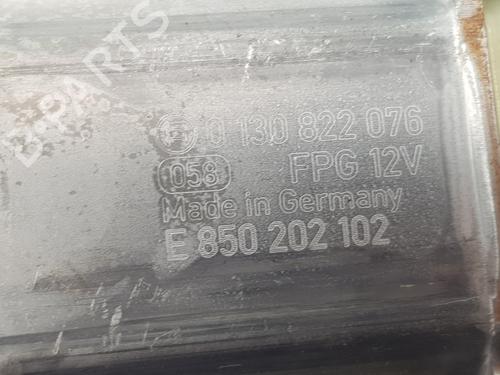 B-PARTS
0 130 822 076
058 FPG 12V
Made in Germany
E 850 202 102